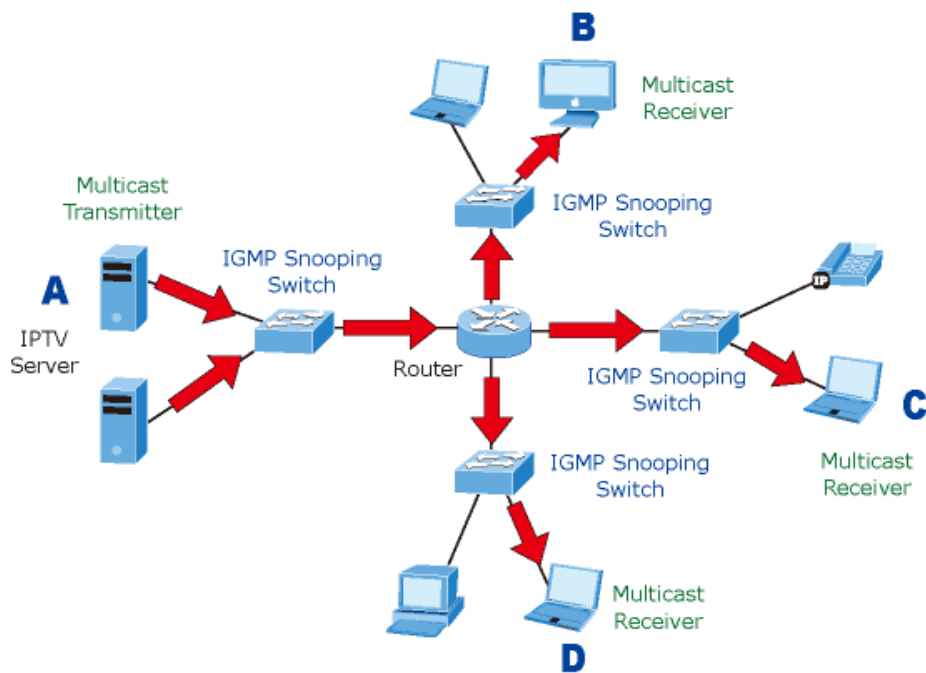 B
Multicast
Receiver
Multicast
Transmitter
IGMP Snooping
Switch
IGMP Snooping
Switch
A
IPTV
Server
IP
Router
IGMP Snooping
Switch
C
IGMP Snooping
Switch
Multicast
Receiver
Multicast
Receiver
D